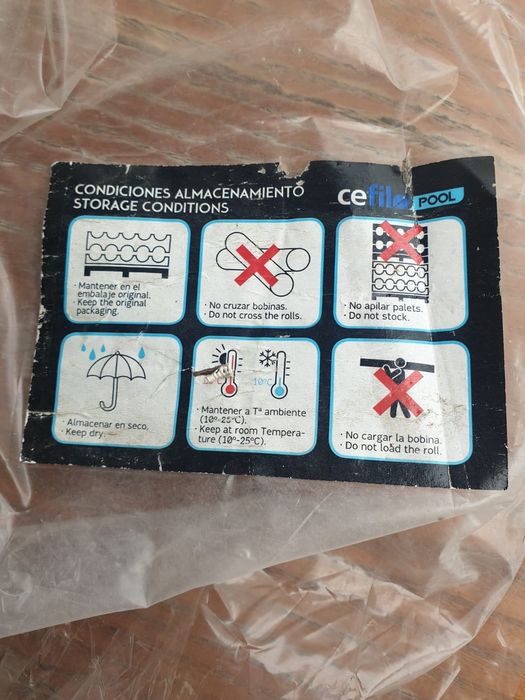 CONDICIONES ALMACENAMIENTO
STORAGE CONDITIONS
cefil POOL
· Mantener en el
embalaje original.
· Keep the original
packaging.
· No cruzar bobinas.
· Do not cross the rolls.
· No apilar palets.
· Do not stock.
· Almacenar en seco.
· Keep dry.
10°C
· Mantener a Tª ambiente
(10º-25ºC).
· Keep at room Tempera-
ture (10º-25ºC).
· No cargar la bobina.
· Do not load the roll.